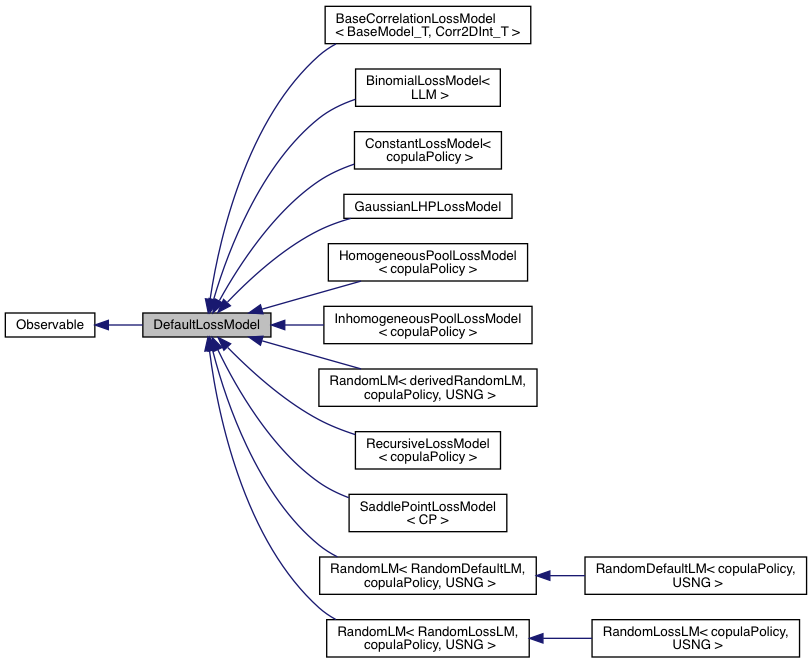 BaseCorrelationLossModel
< BaseModel_T, Corr2DInt_T >
BinomialLossModel<
LLM >
ConstantLossModel<
copulaPolicy >
GaussianLHPLossModel
HomogeneousPoolLossModel
< copulaPolicy >
Observable
DefaultLossModel
InhomogeneousPoolLossModel
< copulaPolicy >
RandomLM< derivedRandomLM,
copulaPolicy, USNG >
RecursiveLossModel
< copulaPolicy >
SaddlePointLossModel
< CP >
RandomLM< RandomDefaultLM,
copulaPolicy, USNG >
RandomDefaultLM< copulaPolicy,
USNG >
RandomLM< RandomLossLM,
copulaPolicy, USNG >
RandomLossLM< copulaPolicy,
USNG >